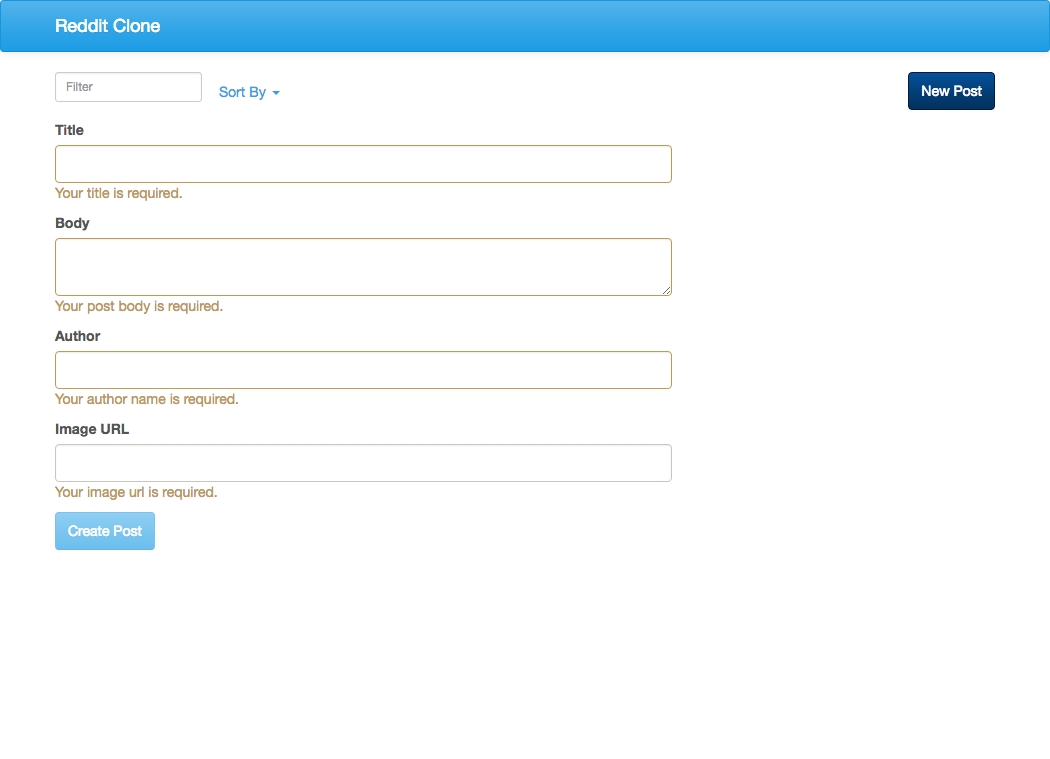 Reddit Clone
Filter
Sort By
New Post
Title
Your title is required.
Body
Your post body is required.
Author
Your author name is required.
Image URL
Your image url is required.
Create Post